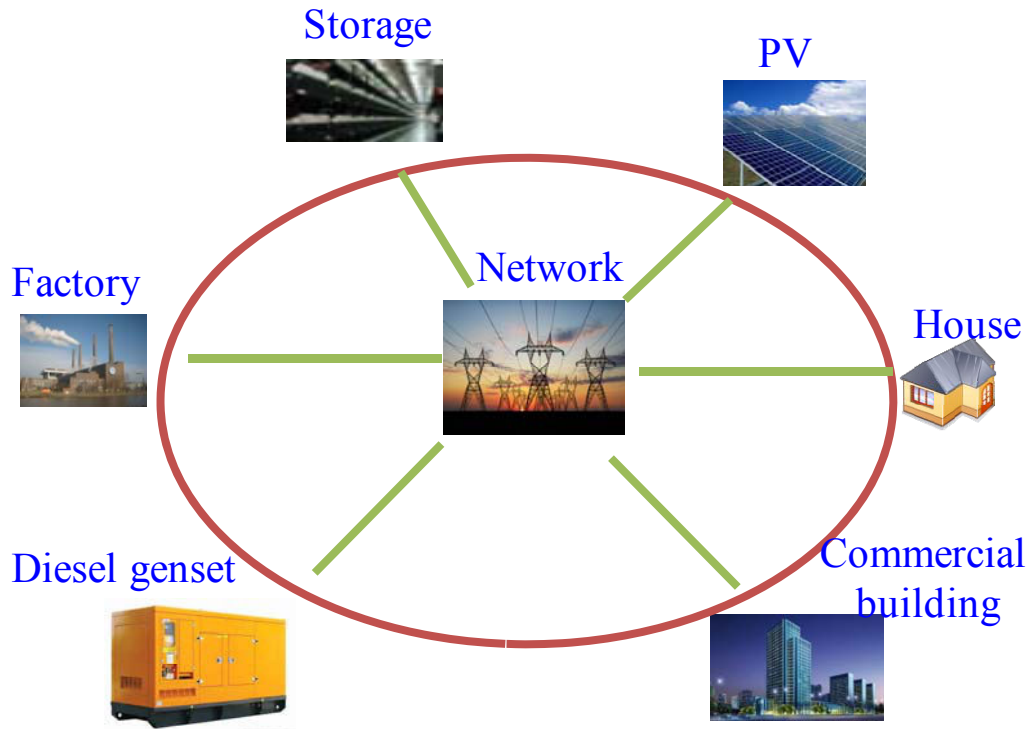 Storage
PV
Network
Factory
House
Diesel genset
Commercial
building